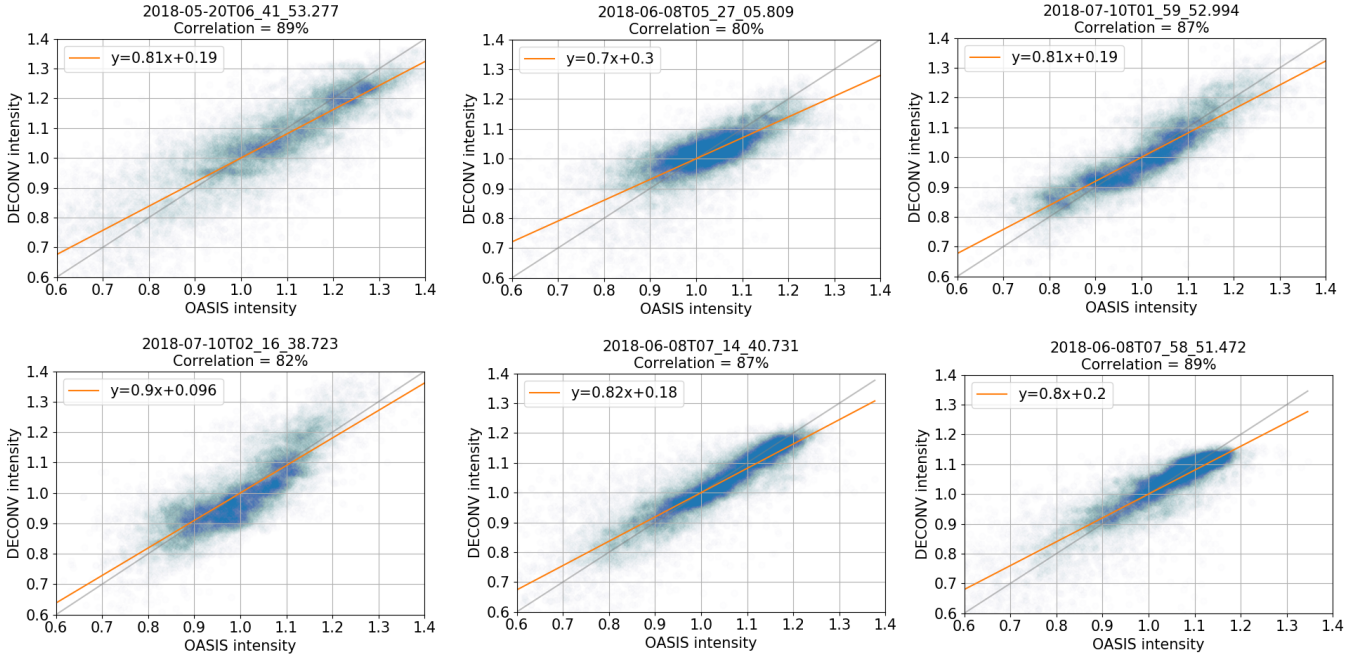 2018-05-20T06_41_53.277
Correlation = 89%
y=0.81x+0.19
1.4
1.3
1.2
1.1
1.0
0.9
0.8
0.7
0.6
DECONV intensity
0.6 0.7 0.8 0.9 1.0 1.1 1.2 1.3 1.4
OASIS intensity
2018-06-08T05_27_05.809
Correlation = 80%
y=0.7x+0.3
1.4
1.3
1.2
1.1
1.0
0.9
0.8
0.7
0.6
DECONV intensity
0.6 0.7 0.8 0.9 1.0 1.1 1.2 1.3 1.4
OASIS intensity
2018-07-10T01_59_52.994
Correlation = 87%
y=0.81x+0.19
1.4
1.3
1.2
1.1
1.0
0.9
0.8
0.7
0.6
DECONV intensity
0.6 0.7 0.8 0.9 1.0 1.1 1.2 1.3 1.4
OASIS intensity
2018-07-10T02_16_38.723
Correlation = 82%
y=0.9x+0.096
1.4
1.3
1.2
1.1
1.0
0.9
0.8
0.7
0.6
DECONV intensity
0.6 0.7 0.8 0.9 1.0 1.1 1.2 1.3 1.4
OASIS intensity
2018-06-08T07_14_40.731
Correlation = 87%
y=0.82x+0.18
1.4
1.3
1.2
1.1
1.0
0.9
0.8
0.7
0.6
DECONV intensity
0.6 0.7 0.8 0.9 1.0 1.1 1.2 1.3 1.4
OASIS intensity
2018-06-08T07_58_51.472
Correlation = 89%
y=0.8x+0.2
1.4
1.3
1.2
1.1
1.0
0.9
0.8
0.7
0.6
DECONV intensity
0.6 0.7 0.8 0.9 1.0 1.1 1.2 1.3 1.4
OASIS intensity